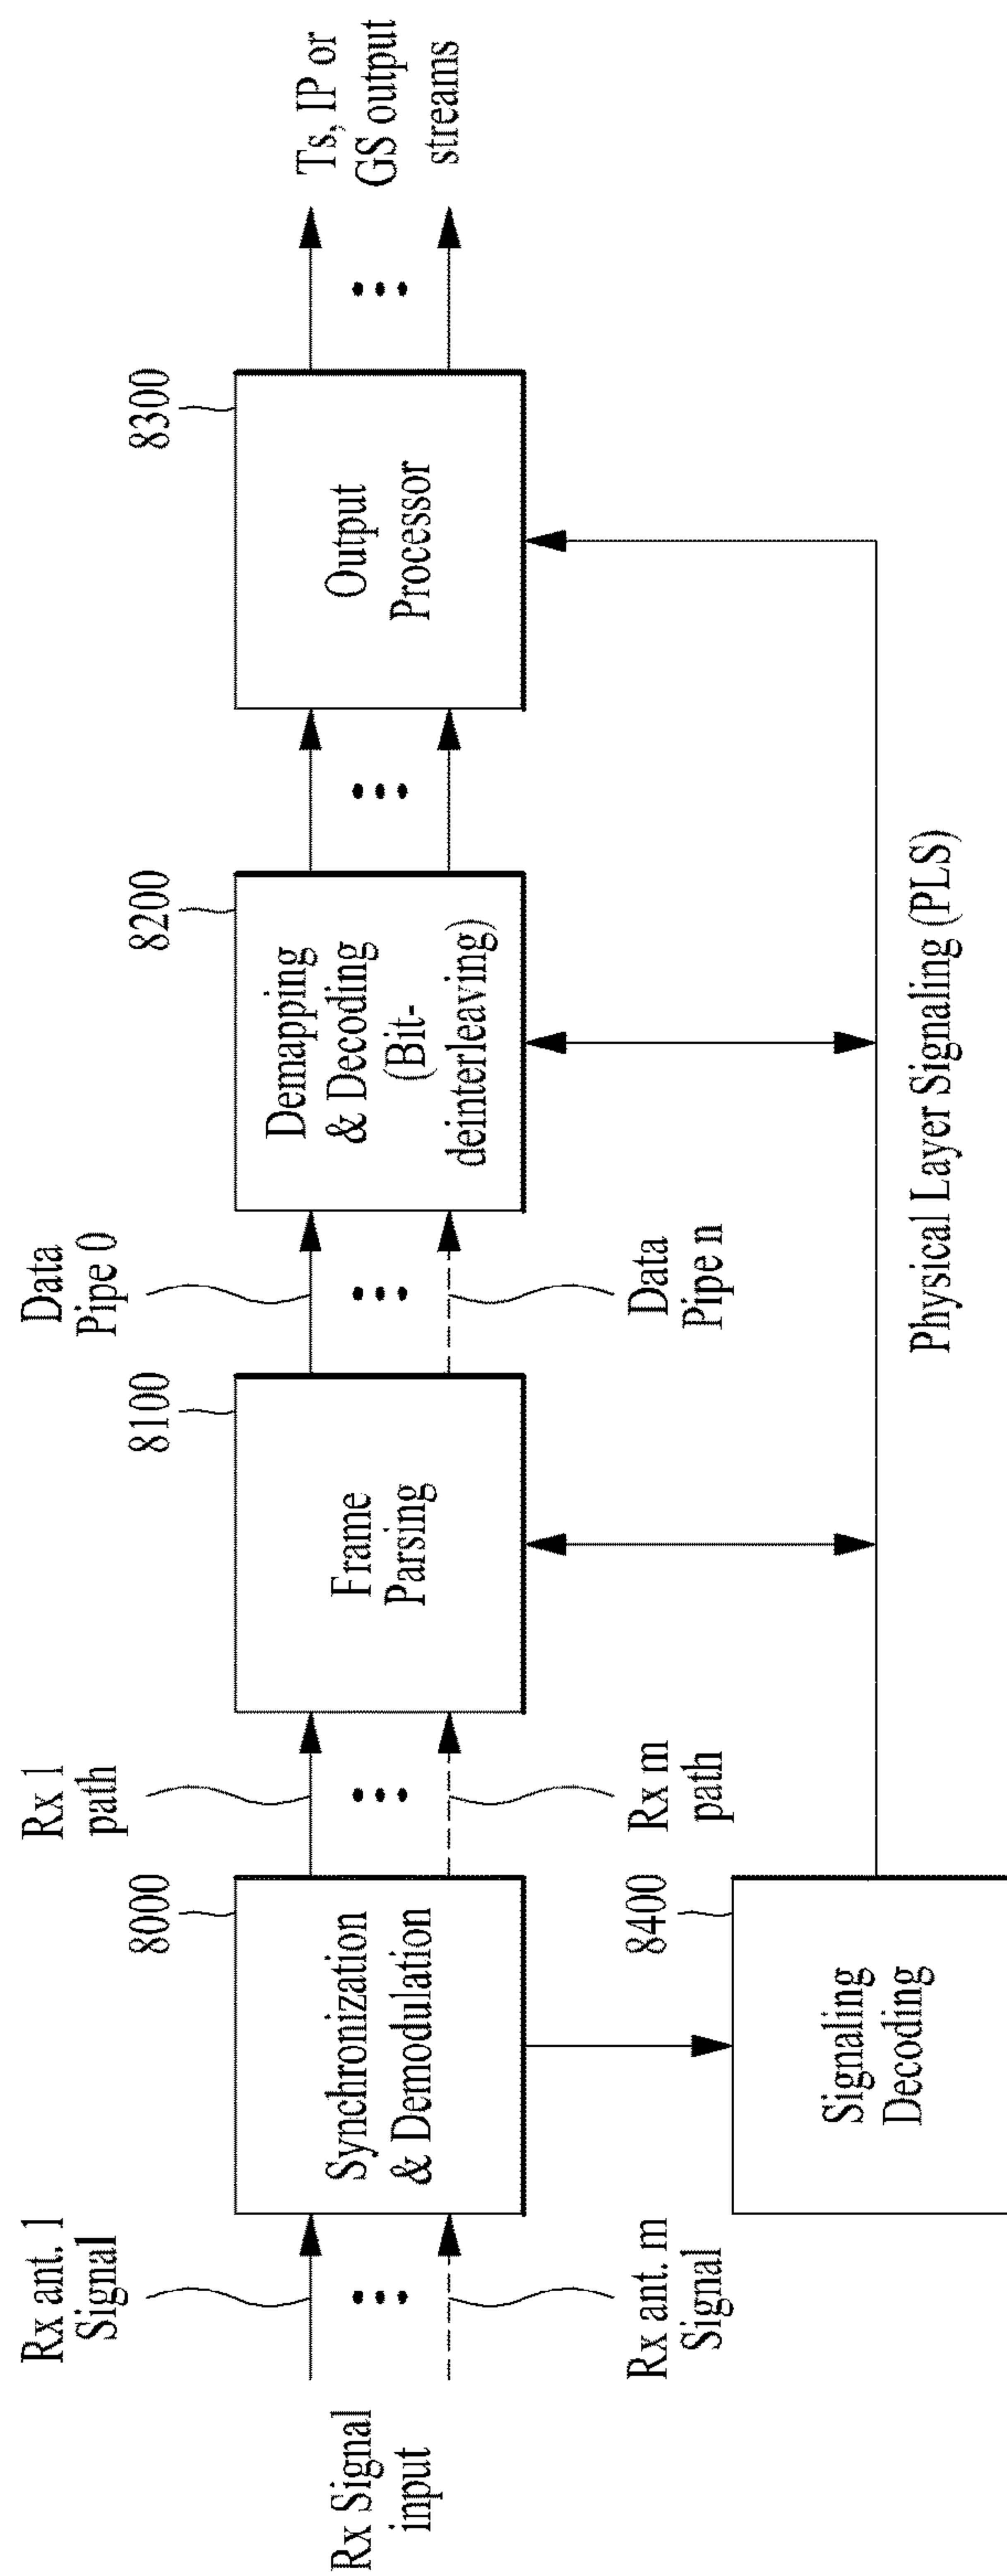 Rx Signal
input
Rx ant. 1
Signal
Rx ant. m
Signal
8000
Synchronization
& Demodulation
Rx 1
path
Rx m
path
8100
Frame
Parsing
Data
Pipe 0
Data
Pipe n
8200
Demapping
& Decoding
(Bit-
deinterleaving)
8300
Output
Processor
Ts, IP or
GS output
streams
8400
Signaling
Decoding
Physical Layer Signaling (PLS)